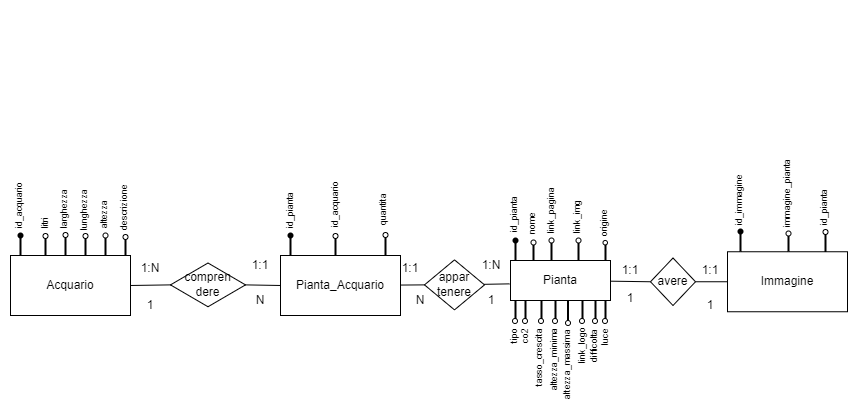 id_acquario
litri
larghezza
lunghezza
altezza
descrizione
id_pianta
id_acquario
quantita
id_pianta
nome
link_pagina
link_img
origine
id_immagine
immagine_pianta
id_pianta
1:N
1:1
1:1
1:N
1:1
1:1
Acquario
compren
dere
Pianta_Acquario
appar
tenere
Pianta
avere
Immagine
1
N
N
1
1
1
tipo
co2
tasso_crescita
altezza_minima
altezza_massima
link_logo
difficolta
luce